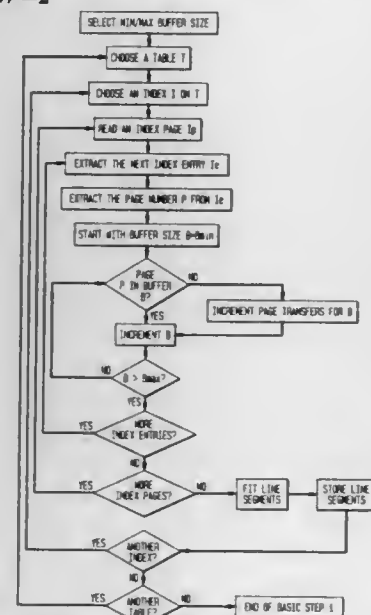 SELECT MIN/MAX BUFFER SIZE
CHOOSE A TABLE T
CHOOSE AN INDEX I ON T
READ AN INDEX PAGE Ip
EXTRACT THE NEXT INDEX ENTRY Ie
EXTRACT THE PAGE NUMBER P FROM Ie
START WITH BUFFER SIZE B=Bmin
PAGE
P IN BUFFER
B?
NO
INCREMENT PAGE TRANSFERS FOR B
YES
INCREMENT B
NO
B > Bmax?
YES
YES
MORE
INDEX ENTRIES?
NO
YES
MORE
INDEX PAGES?
NO
FIT LINE
SEGMENTS
STORE LINE
SEGMENTS
YES
ANOTHER
INDEX?
NO
YES
ANOTHER
TABLE?
NO
END OF BASIC STEP 1